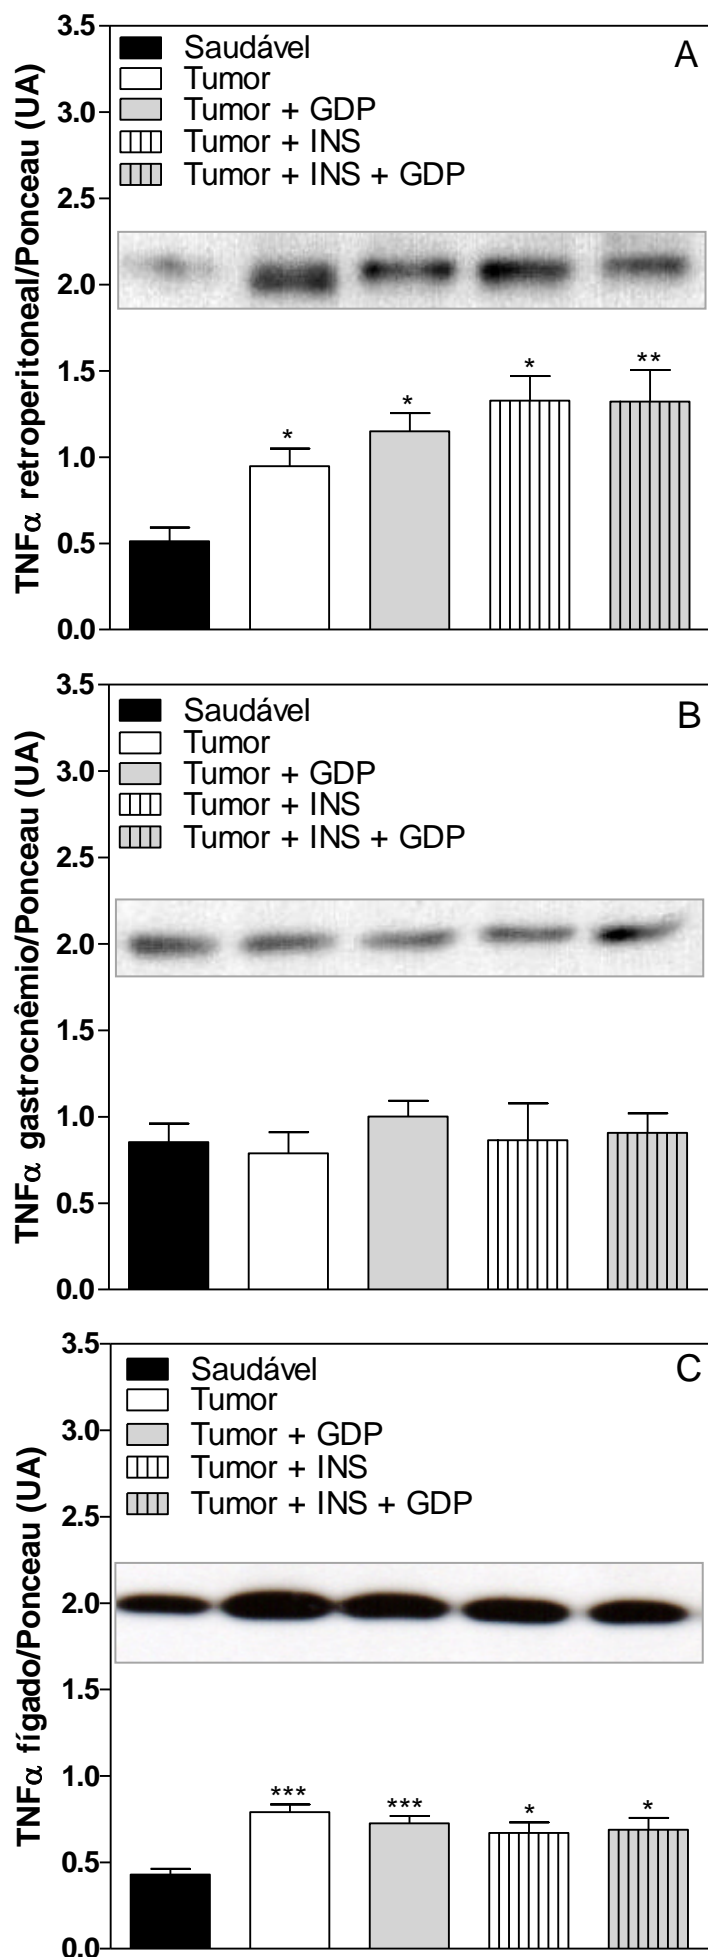 TNFα retroperitoneal/Ponceau (UA)
3.5
3.0
2.5
2.0
1.5
1.0
0.5
0.0
A
Saudável
Tumor
Tumor + GDP
Tumor + INS
Tumor + INS + GDP
*
*
*
**
TNFα gastrocnêmio/Ponceau (UA)
3.5
3.0
2.5
2.0
1.5
1.0
0.5
0.0
B
Saudável
Tumor
Tumor + GDP
Tumor + INS
Tumor + INS + GDP
TNFα fígado/Ponceau (UA)
3.5
3.0
2.5
2.0
1.5
1.0
0.5
0.0
C
Saudável
Tumor
Tumor + GDP
Tumor + INS
Tumor + INS + GDP
***
***
*
*